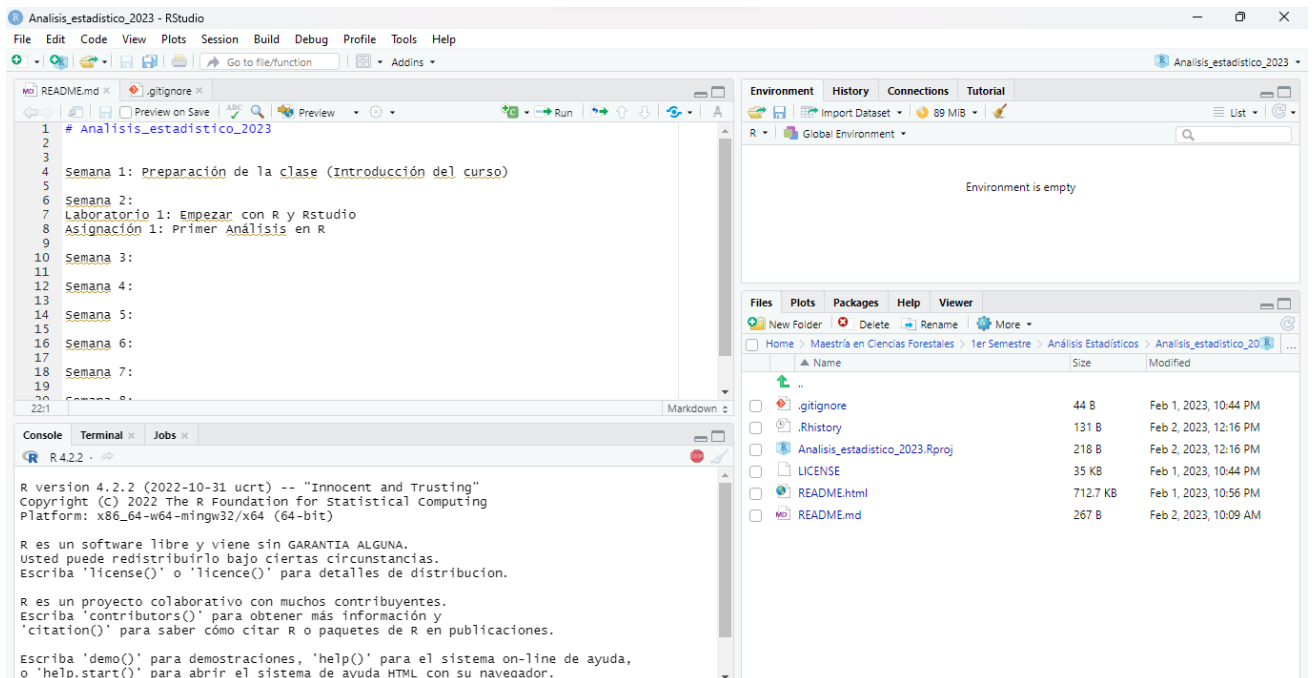 Analisis_estadistico_2023 - RStudio
File Edit Code View Plots Session Build Debug Profile Tools Help
Go to file/function Addins Analisis_estadistico_2023
README.md .gitignore
Preview on Save ABC Preview Run
1 # Analisis_estadistico_2023
2
3
4 Semana 1: Preparación de la clase (Introducción del curso)
5
6 Semana 2:
7 Laboratorio 1: Empezar con R y Rstudio
8 Asignación 1: Primer Análisis en R
9
10 Semana 3:
11
12 Semana 4:
13
14 Semana 5:
15
16 Semana 6:
17
18 Semana 7:
19
20 Semana 8:
22:1 Markdown
Console Terminal Jobs
R 4.2.2 ·
R version 4.2.2 (2022-10-31 ucrt) -- "Innocent and Trusting"
Copyright (C) 2022 The R Foundation for Statistical Computing
Platform: x86_64-w64-mingw32/x64 (64-bit)
R es un software libre y viene sin GARANTIA ALGUNA.
Usted puede redistribuirlo bajo ciertas circunstancias.
Escriba 'license()' o 'licence()' para detalles de distribucion.
R es un proyecto colaborativo con muchos contribuyentes.
Escriba 'contributors()' para obtener más información y
'citation()' para saber cómo citar R o paquetes de R en publicaciones.
Escriba 'demo()' para demostraciones, 'help()' para el sistema on-line de ayuda,
o 'help.start()' para abrir el sistema de ayuda HTML con su navegador.
Environment History Connections Tutorial
Import Dataset 89 MiB List
R Global Environment
Environment is empty
Files Plots Packages Help Viewer
New Folder Delete Rename More
Home > Maestría en Ciencias Forestales > 1er Semestre > Análisis Estadísticos > Analisis_estadistico_20 ...
Name Size Modified
..
.gitignore 44 B Feb 1, 2023, 10:44 PM
.Rhistory 131 B Feb 2, 2023, 12:16 PM
Analisis_estadistico_2023.Rproj 218 B Feb 2, 2023, 12:16 PM
LICENSE 35 KB Feb 1, 2023, 10:44 PM
README.html 712.7 KB Feb 1, 2023, 10:56 PM
README.md 267 B Feb 2, 2023, 10:09 AM